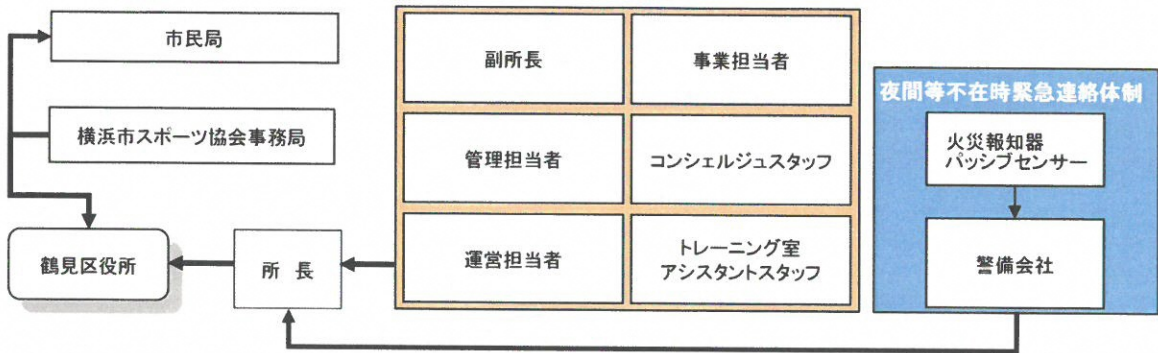 市民局
横浜市スポーツ協会事務局
鶴見区役所
所 長
副所長
事業担当者
管理担当者
コンシェルジュスタッフ
運営担当者
トレーニング室
アシスタントスタッフ
夜間等不在時緊急連絡体制
火災報知器
パッシブセンサー
警備会社